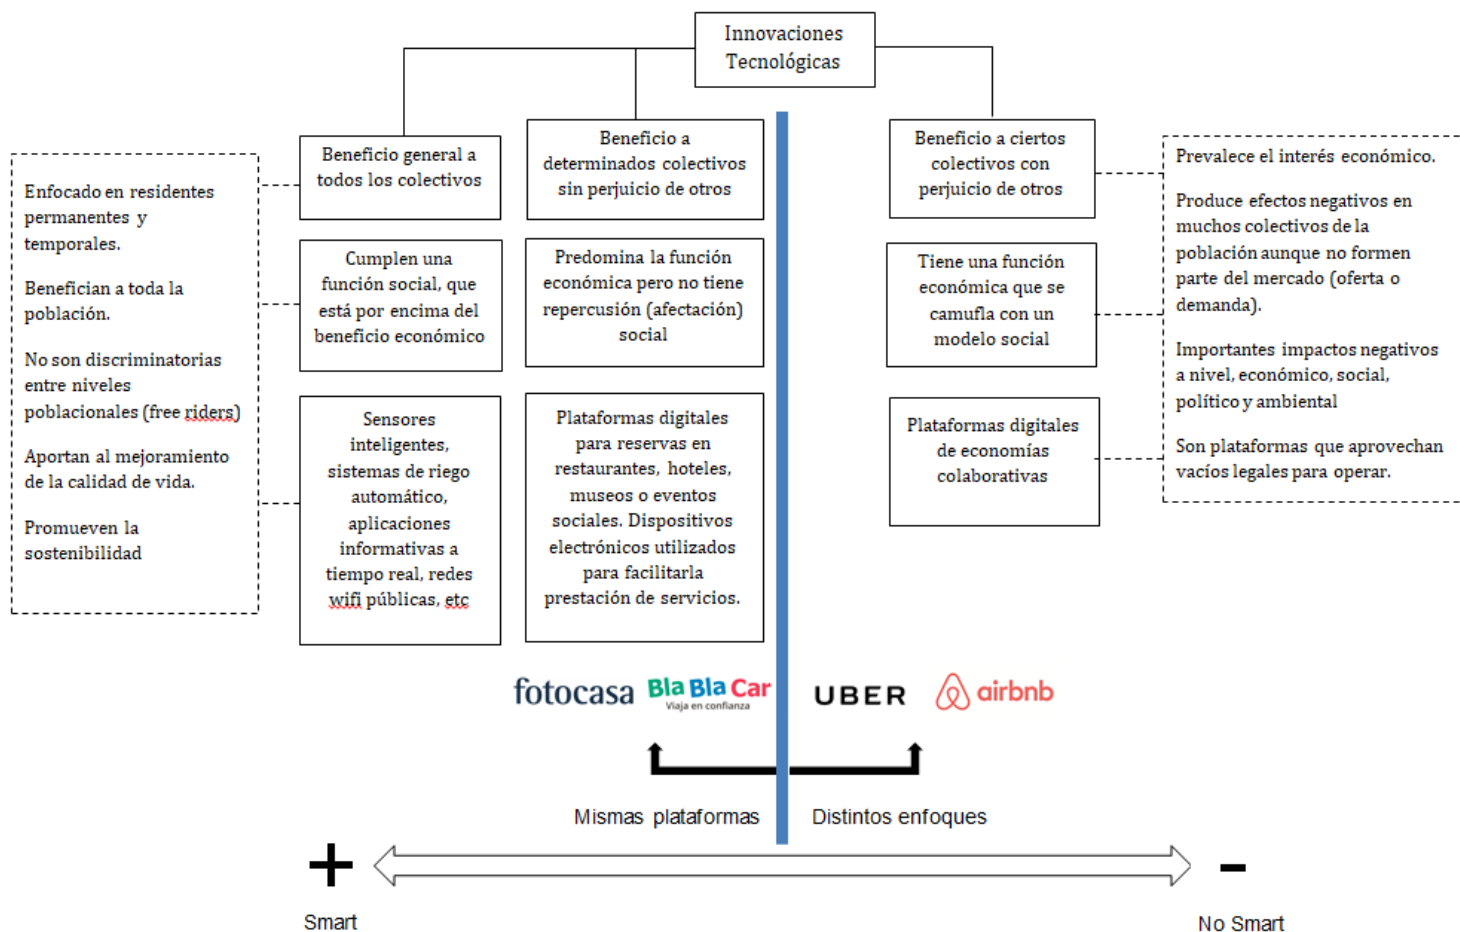 Innovaciones
Tecnológicas
Enfocado en residentes
permanentes y
temporales.
Benefician a toda la
población.
No son discriminatorias
entre niveles
poblacionales (free riders)
Aportan al mejoramiento
de la calidad de vida.
Promueven la
sostenibilidad
Beneficio general a
todos los colectivos
Cumplen una
función social, que
está por encima del
beneficio económico
Sensores
inteligentes,
sistemas de riego
automático,
aplicaciones
informativas a
tiempo real, redes
wifi públicas, etc
Beneficio a
determinados colectivos
sin perjuicio de otros
Predomina la función
económica pero no tiene
repercusión (afectación)
social
Plataformas digitales
para reservas en
restaurantes, hoteles,
museos o eventos
sociales. Dispositivos
electrónicos utilizados
para facilitarla
prestación de servicios.
Beneficio a ciertos
colectivos con
perjuicio de otros
Tiene una función
económica que se
camufla con un
modelo social
Plataformas digitales
de economías
colaborativas
Prevalece el interés económico.
Produce efectos negativos en
muchos colectivos de la
población aunque no formen
parte del mercado (oferta o
demanda).
Importantes impactos negativos
a nivel, económico, social,
político y ambiental
Son plataformas que aprovechan
vacíos legales para operar.
fotocasa
Bla Bla Car
Viaja en confianza
UBER
airbnb
Mismas plataformas
Distintos enfoques
+
-
Smart
No Smart